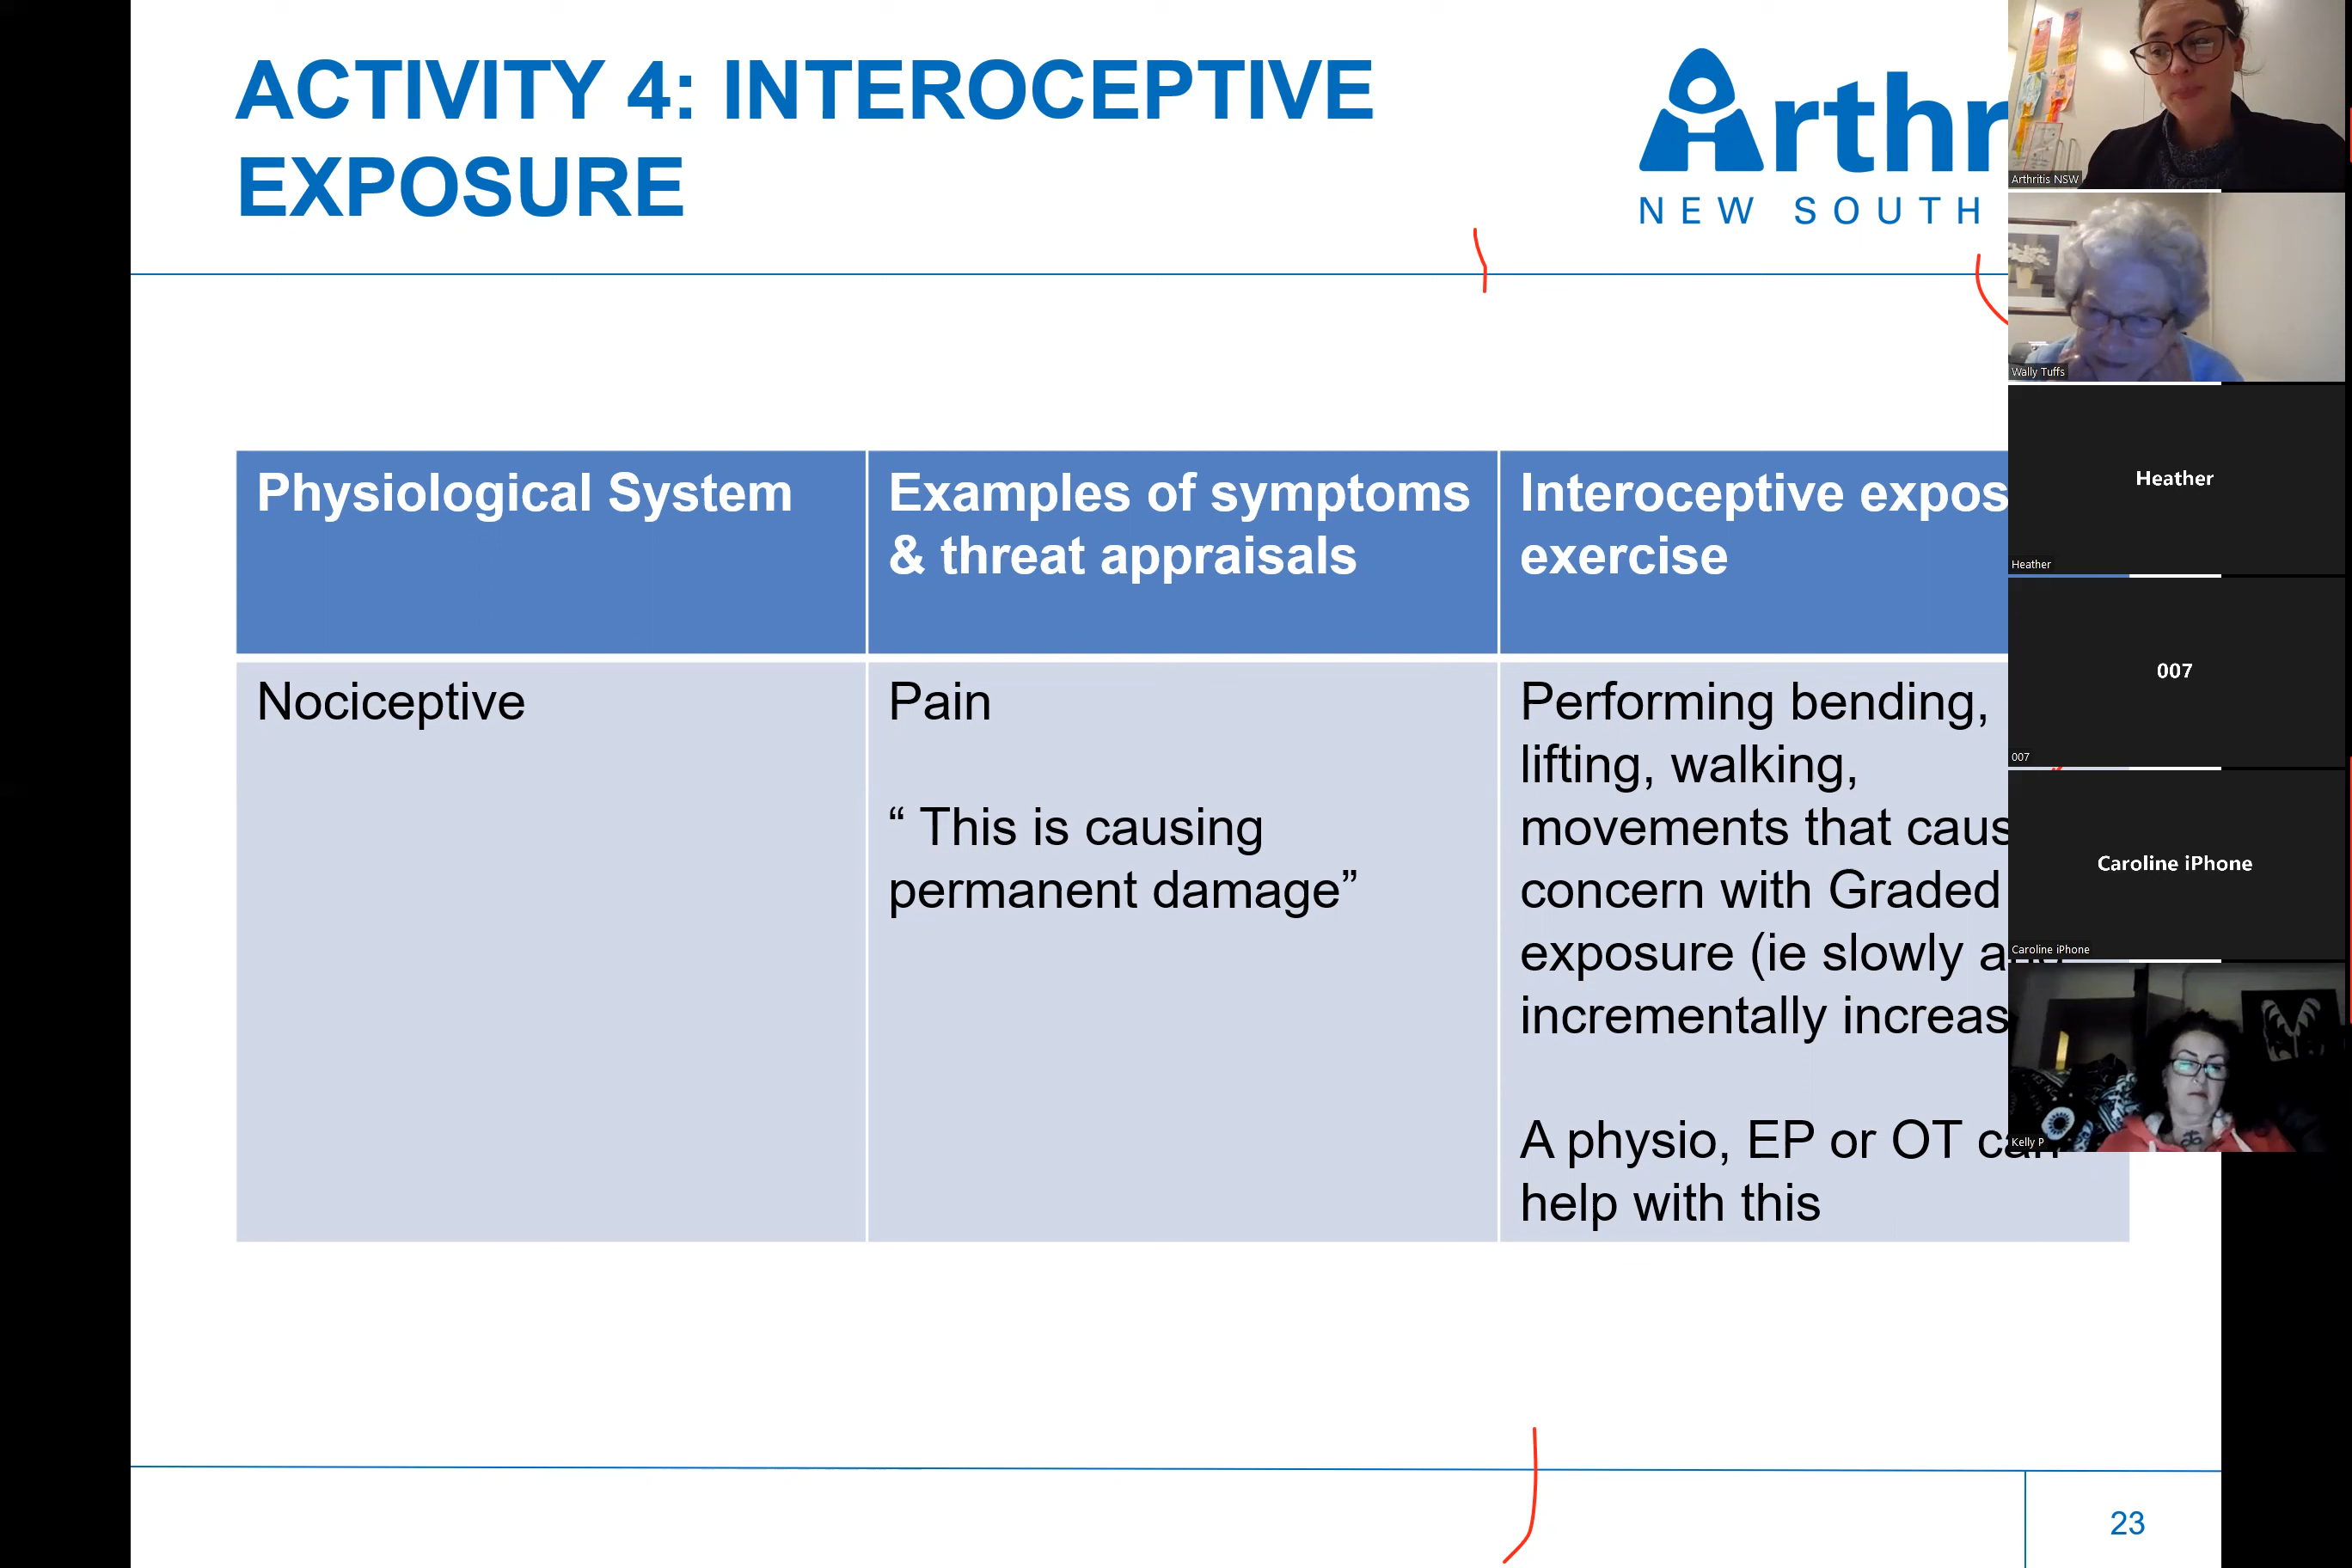 ACTIVITY 4: INTEROCEPTIVE
EXPOSURE
Arthr
NEW SOUTH
Physiological System
Examples of symptoms
& threat appraisals
Interoceptive expos
exercise
Nociceptive
Pain
“ This is causing
permanent damage”
Performing bending,
lifting, walking,
movements that caus
concern with Graded
exposure (ie slowly and
incrementally increas
A physio, EP or OT can
help with this
23
Arthritis NSW
Wally Tuffs
Heather
Heather
007
007
Caroline iPhone
Caroline iPhone
Kelly P